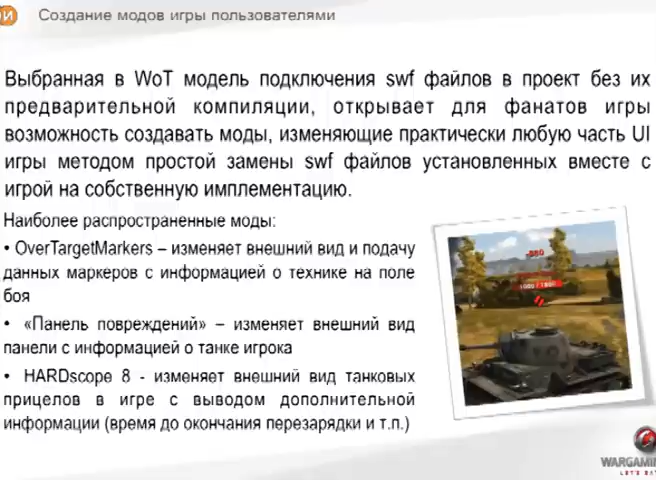 Создание модов игры пользователями
Выбранная в WoT модель подключения swf файлов в проект без их
предварительной компиляции, открывает для фанатов игры
возможность создавать моды, изменяющие практически любую часть UI
игры методом простой замены swf файлов установленных вместе с
игрой на собственную имплементацию.
Наиболее распространенные моды:
• OverTargetMarkers – изменяет внешний вид и подачу
данных маркеров с информацией о технике на поле
боя
• «Панель повреждений» – изменяет внешний вид
панели с информацией о танке игрока
• HARDscope 8 - изменяет внешний вид танковых
прицелов в игре с выводом дополнительной
информации (время до окончания перезарядки и т.п.)